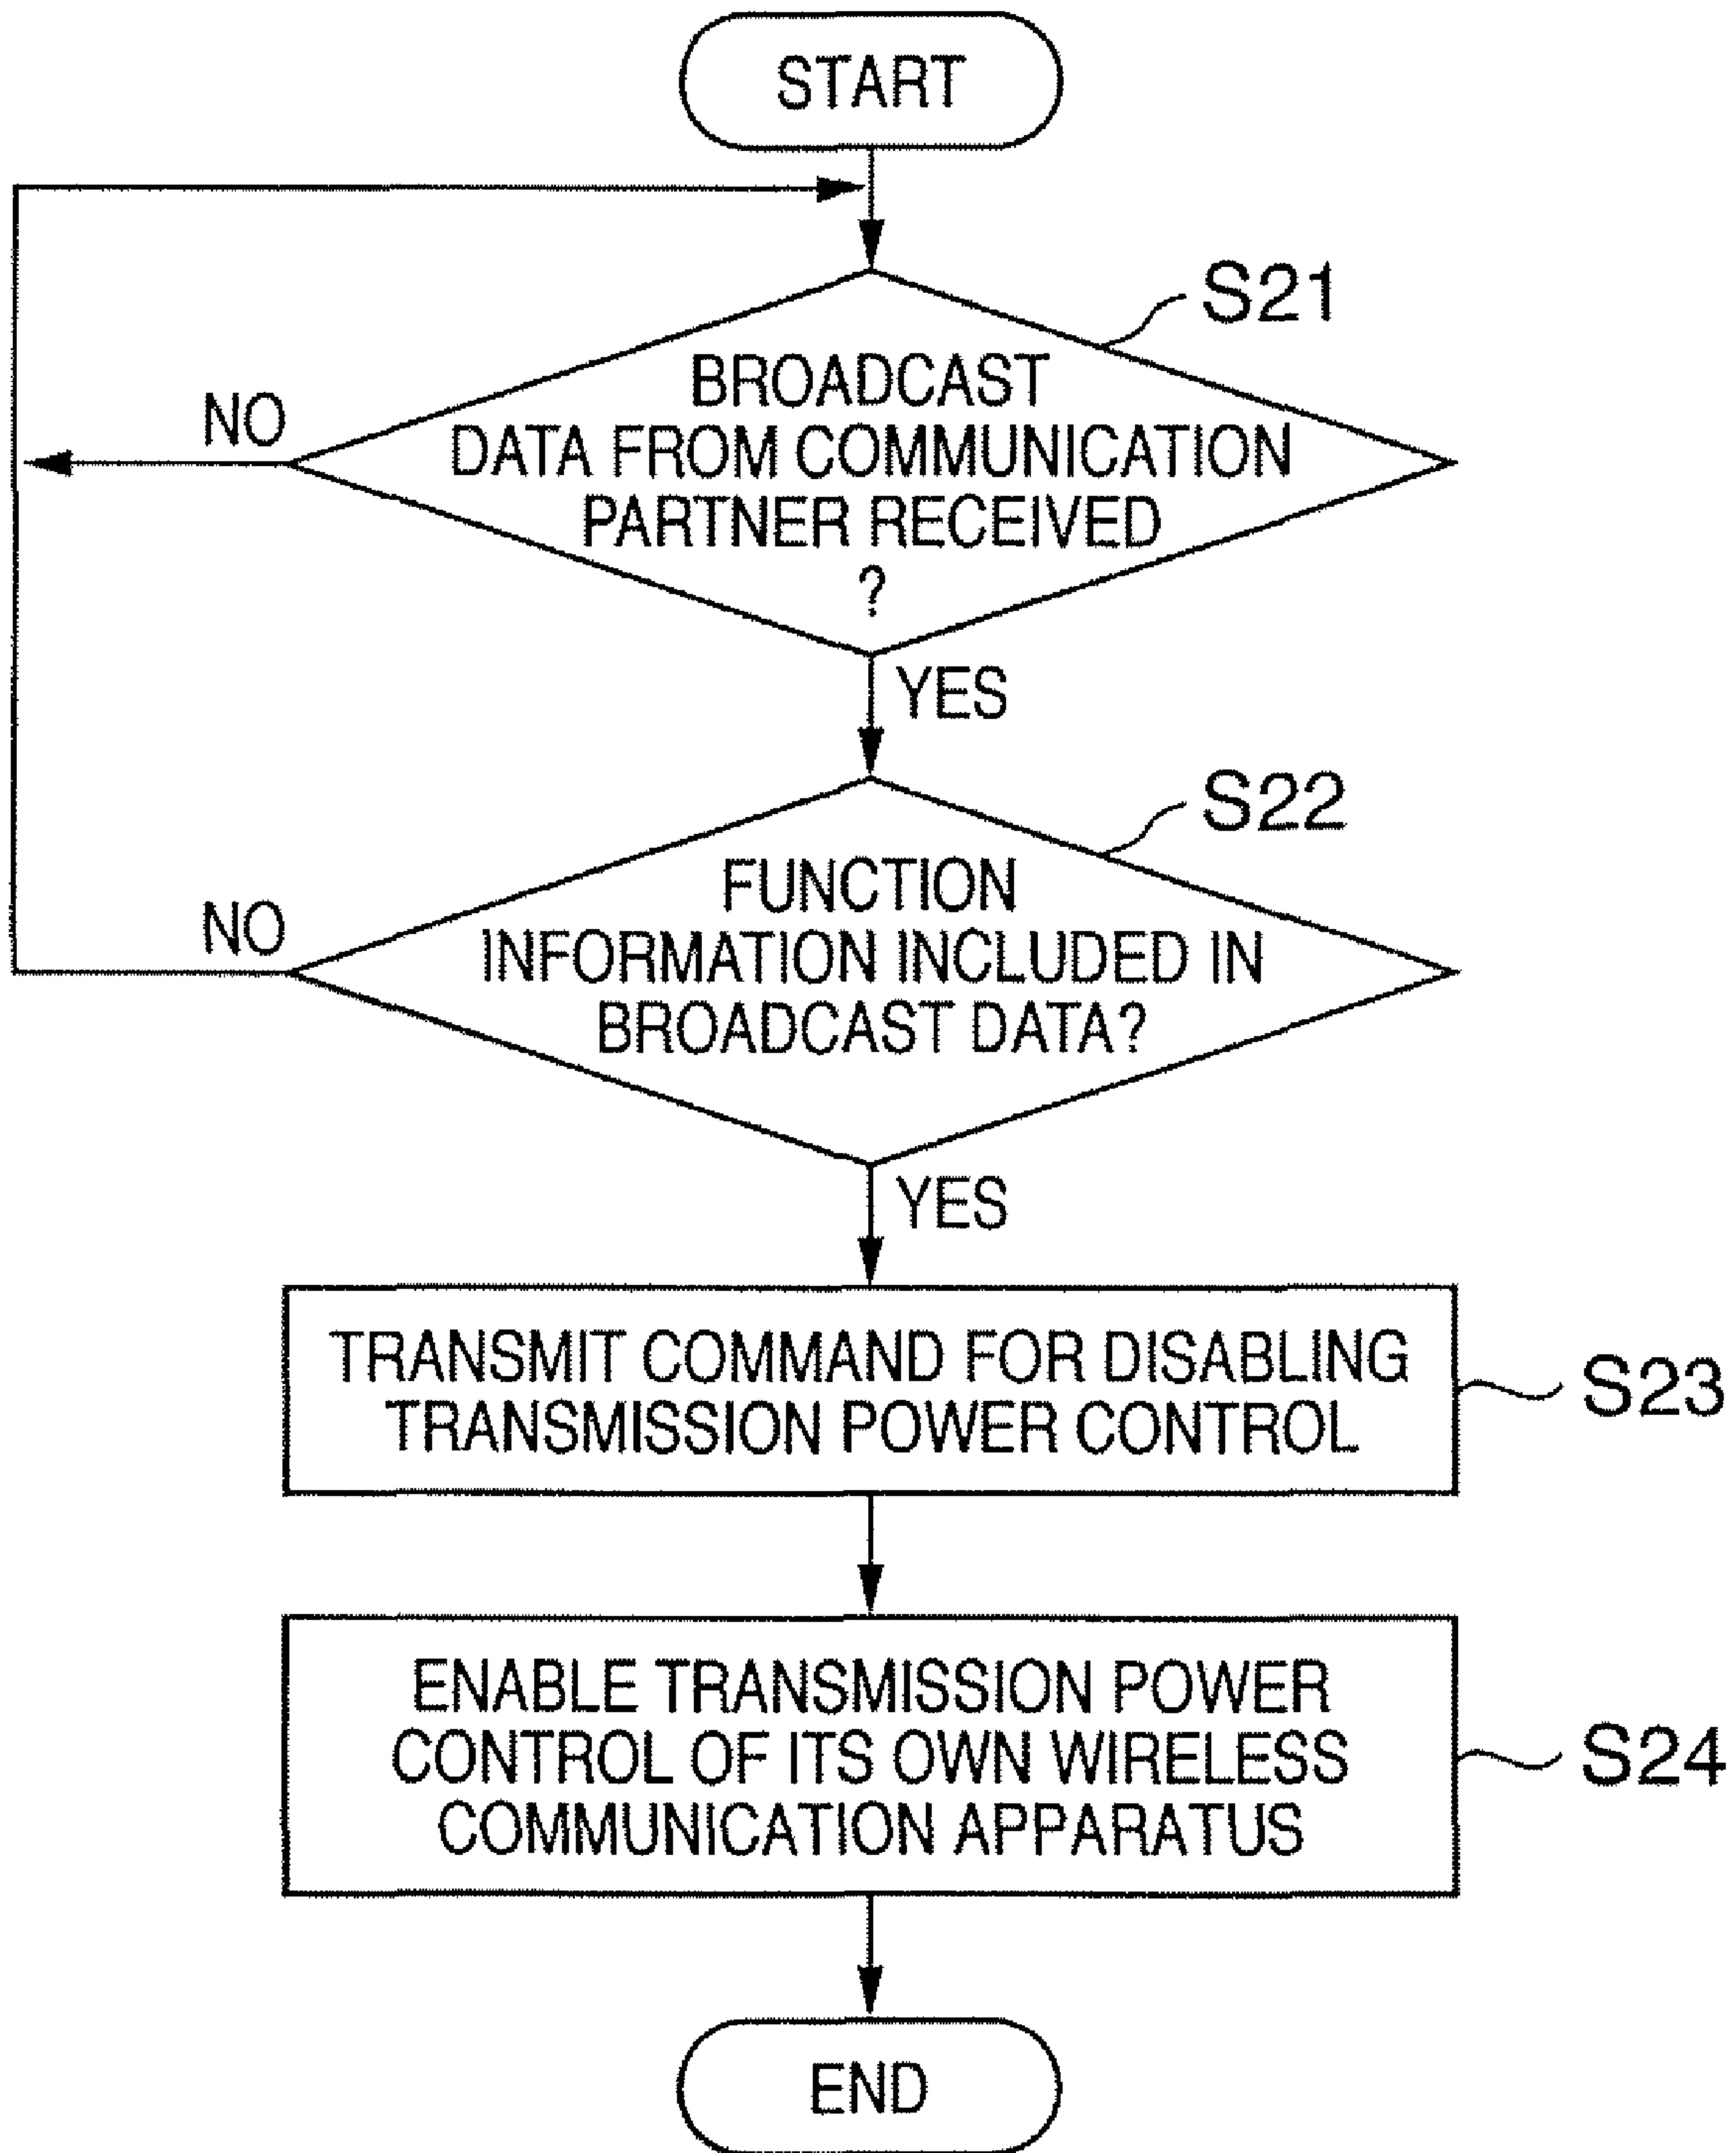 START
S21
BROADCAST
DATA FROM COMMUNICATION
PARTNER RECEIVED
?
NO
YES
S22
FUNCTION
INFORMATION INCLUDED IN
BROADCAST DATA?
NO
YES
TRANSMIT COMMAND FOR DISABLING
TRANSMISSION POWER CONTROL
S23
ENABLE TRANSMISSION POWER
CONTROL OF ITS OWN WIRELESS
COMMUNICATION APPARATUS
S24
END